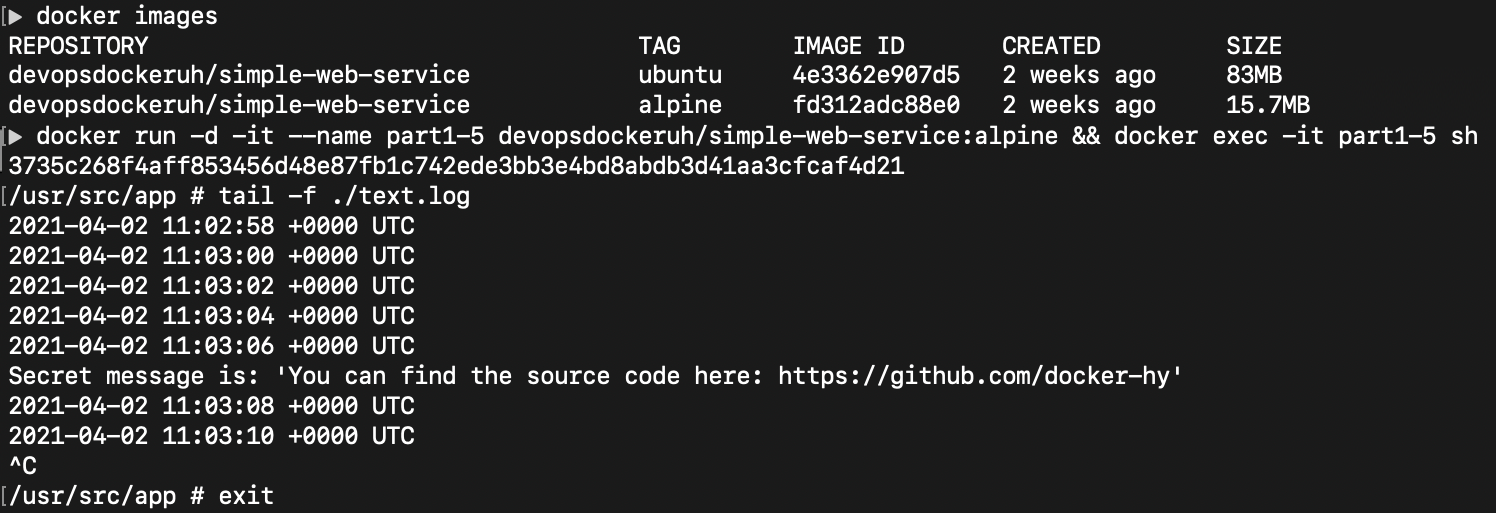 [▶ docker images
REPOSITORY TAG IMAGE ID CREATED SIZE
devopsdockeruh/simple-web-service ubuntu 4e3362e907d5 2 weeks ago 83MB
devopsdockeruh/simple-web-service alpine fd312adc88e0 2 weeks ago 15.7MB
[▶ docker run -d -it --name part1-5 devopsdockeruh/simple-web-service:alpine && docker exec -it part1-5 sh
3735c268f4aff853456d48e87fb1c742ede3bb3e4bd8abdb3d41aa3cfcaf4d21
[/usr/src/app # tail -f ./text.log
2021-04-02 11:02:58 +0000 UTC
2021-04-02 11:03:00 +0000 UTC
2021-04-02 11:03:02 +0000 UTC
2021-04-02 11:03:04 +0000 UTC
2021-04-02 11:03:06 +0000 UTC
Secret message is: 'You can find the source code here: https://github.com/docker-hy'
2021-04-02 11:03:08 +0000 UTC
2021-04-02 11:03:10 +0000 UTC
^C
[/usr/src/app # exit